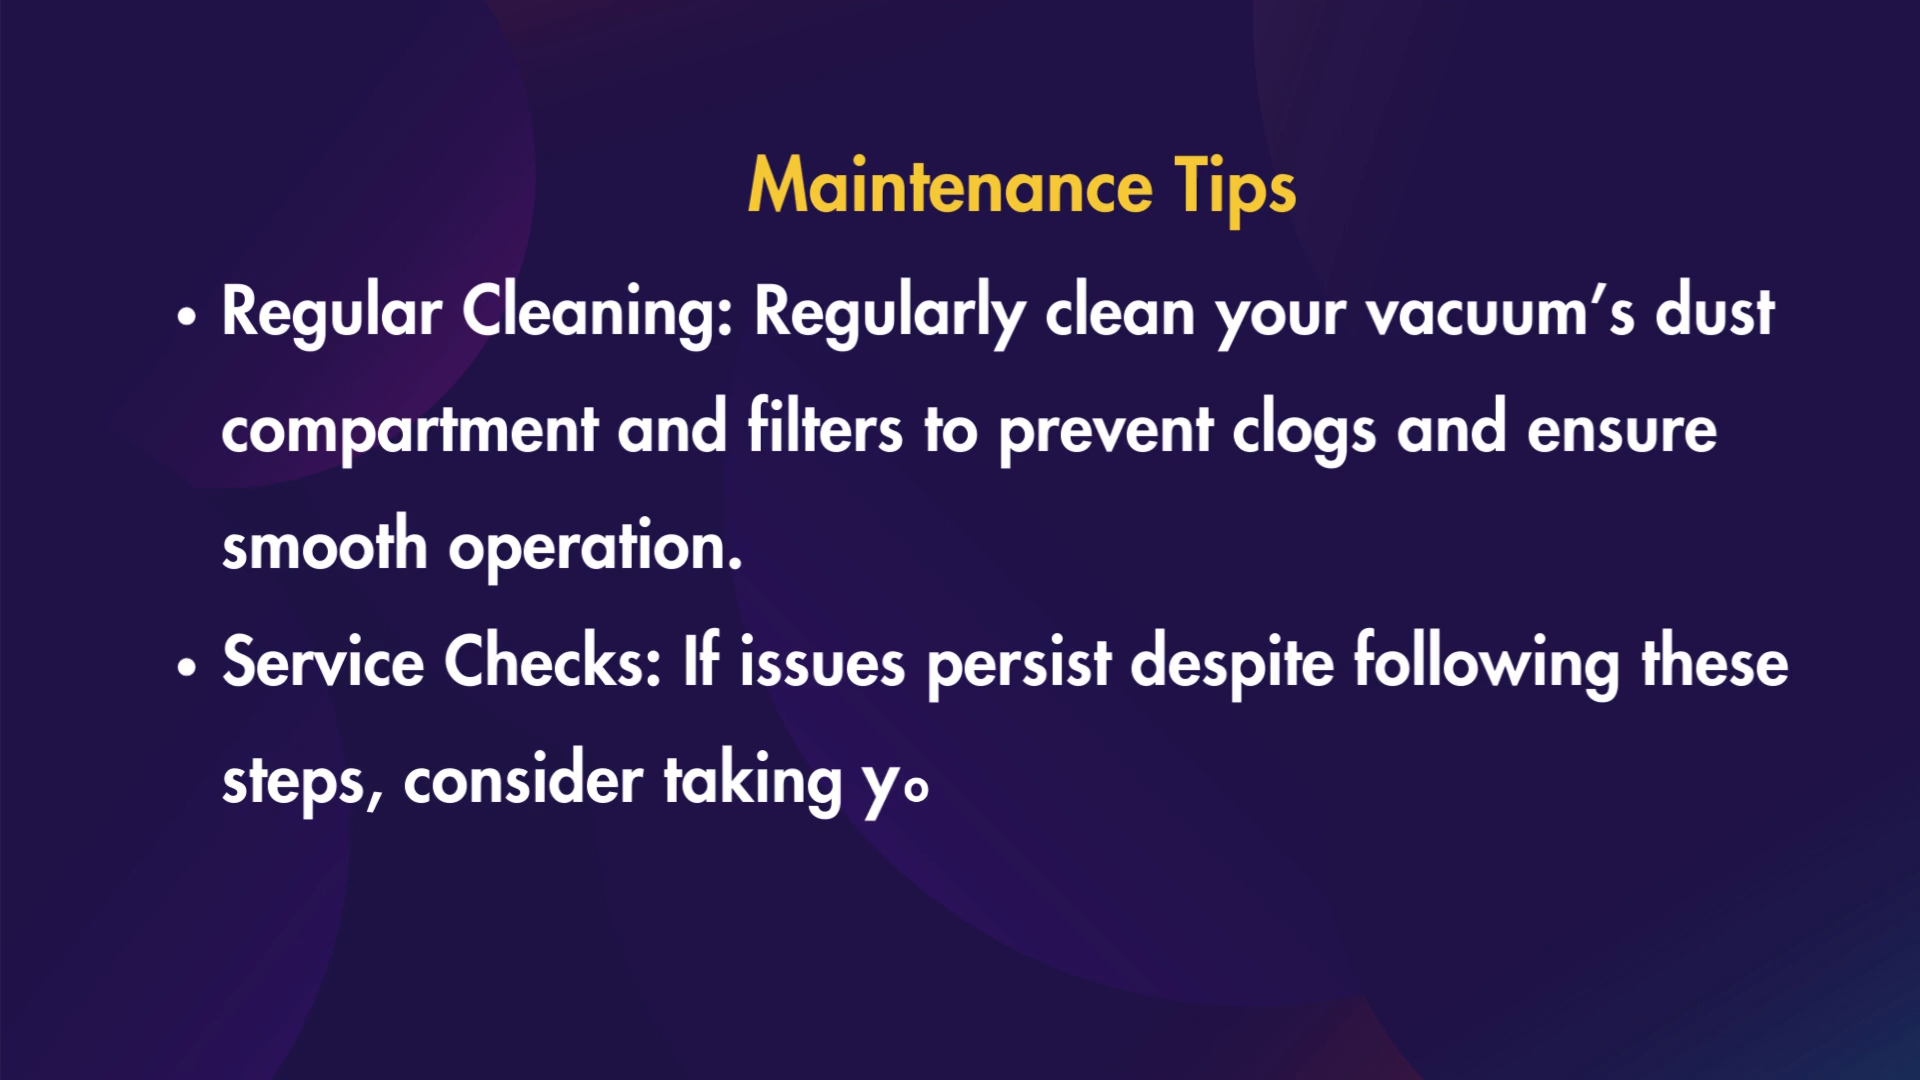 Maintenance Tips
• Regular Cleaning: Regularly clean your vacuum’s dust
compartment and filters to prevent clogs and ensure
smooth operation.
• Service Checks: If issues persist despite following these
steps, consider taking yo